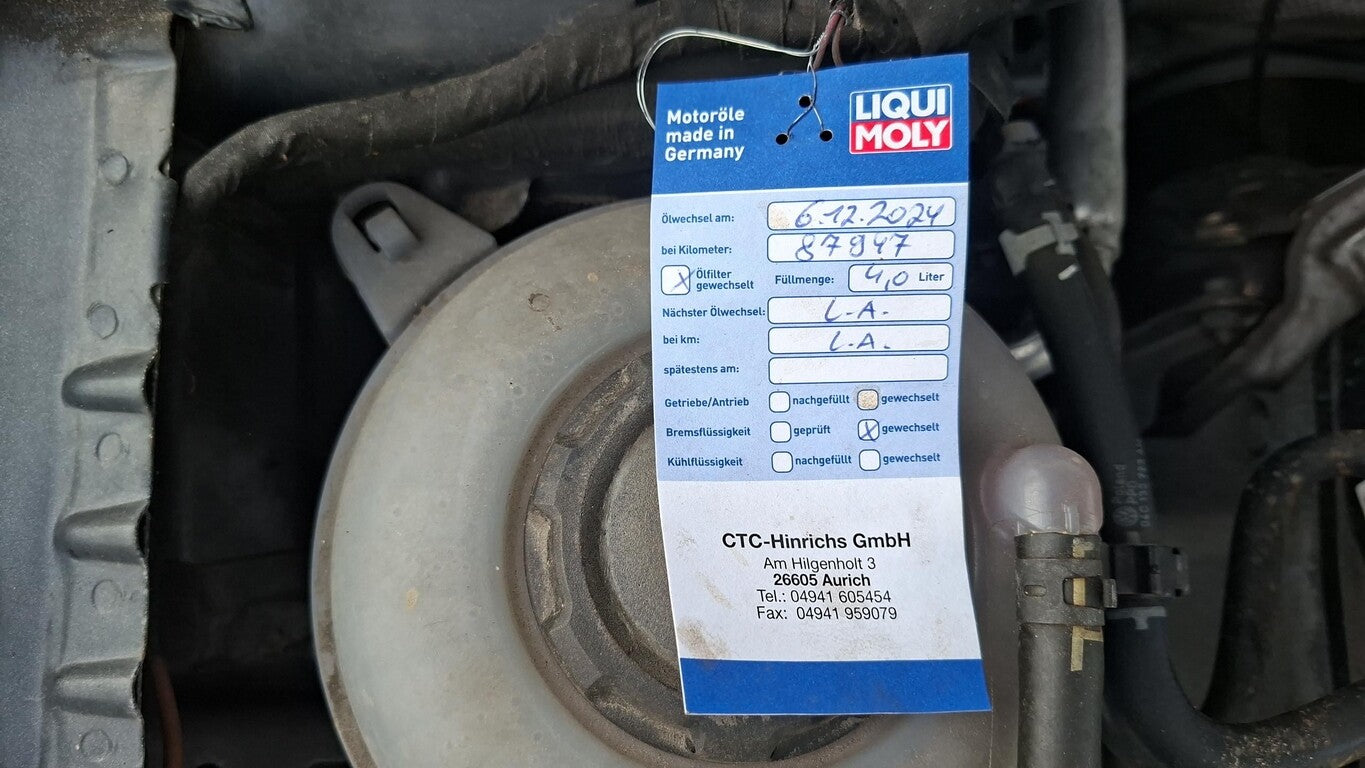 Motoröle
made in
Germany
LIQUI
MOLY
Ölwechsel am: 6.12.2024
bei Kilometer: 87947
X Ölfilter gewechselt Füllmenge: 4,0 Liter
Nächster Ölwechsel: L.A.
bei km: L.A.
spätestens am:
Getriebe/Antrieb nachgefüllt gewechselt
Bremsflüssigkeit geprüft X gewechselt
Kühlflüssigkeit nachgefüllt gewechselt
CTC-Hinrichs GmbH
Am Hilgenholt 3
26605 Aurich
Tel.: 04941 605454
Fax: 04941 959079